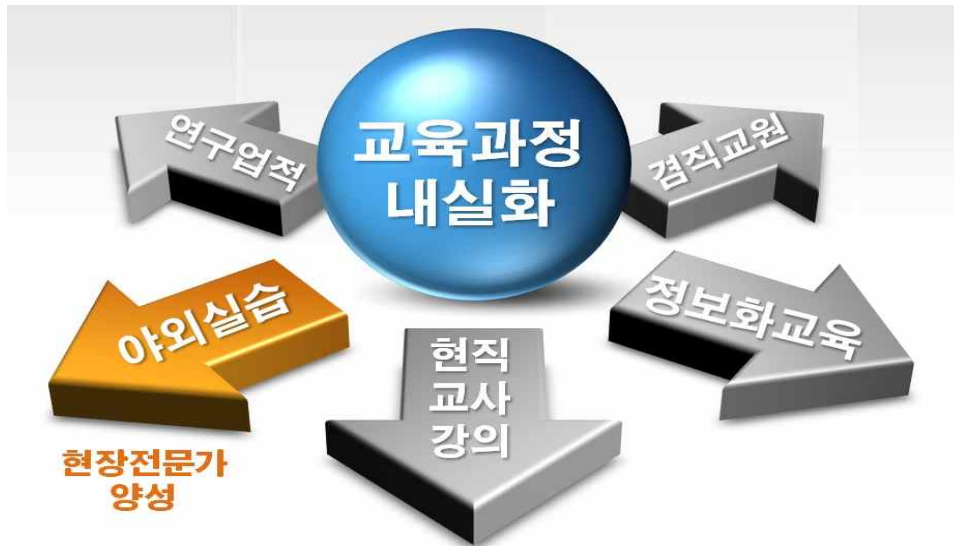 교육과정
내실화
연구업적
겸직교원
야외실습
정보화교육
현직
교사
강의
현장전문가
양성